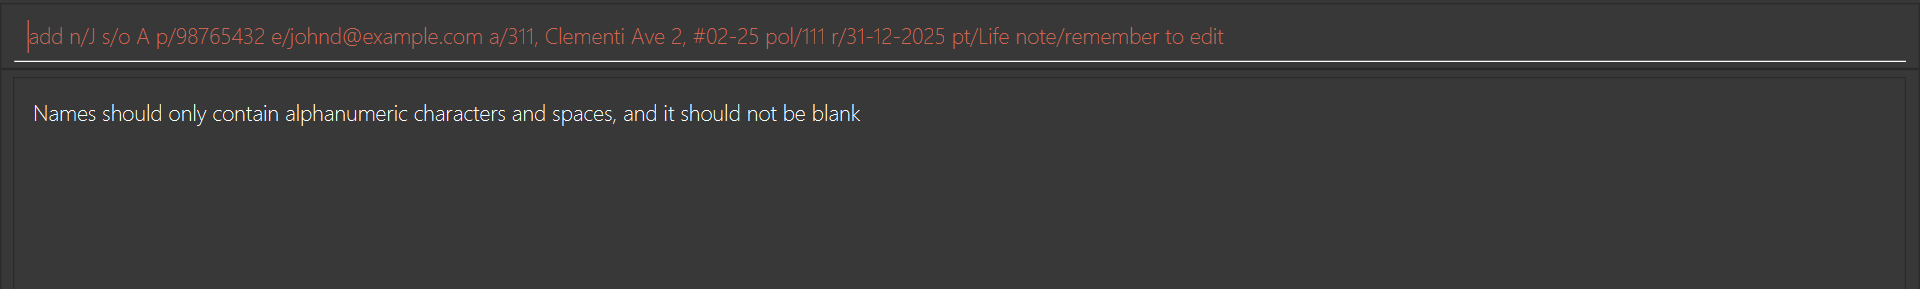 add n/J s/o A p/98765432 e/johnd@example.com a/311, Clementi Ave 2, #02-25 pol/111 r/31-12-2025 pt/Life note/remember to edit
Names should only contain alphanumeric characters and spaces, and it should not be blank